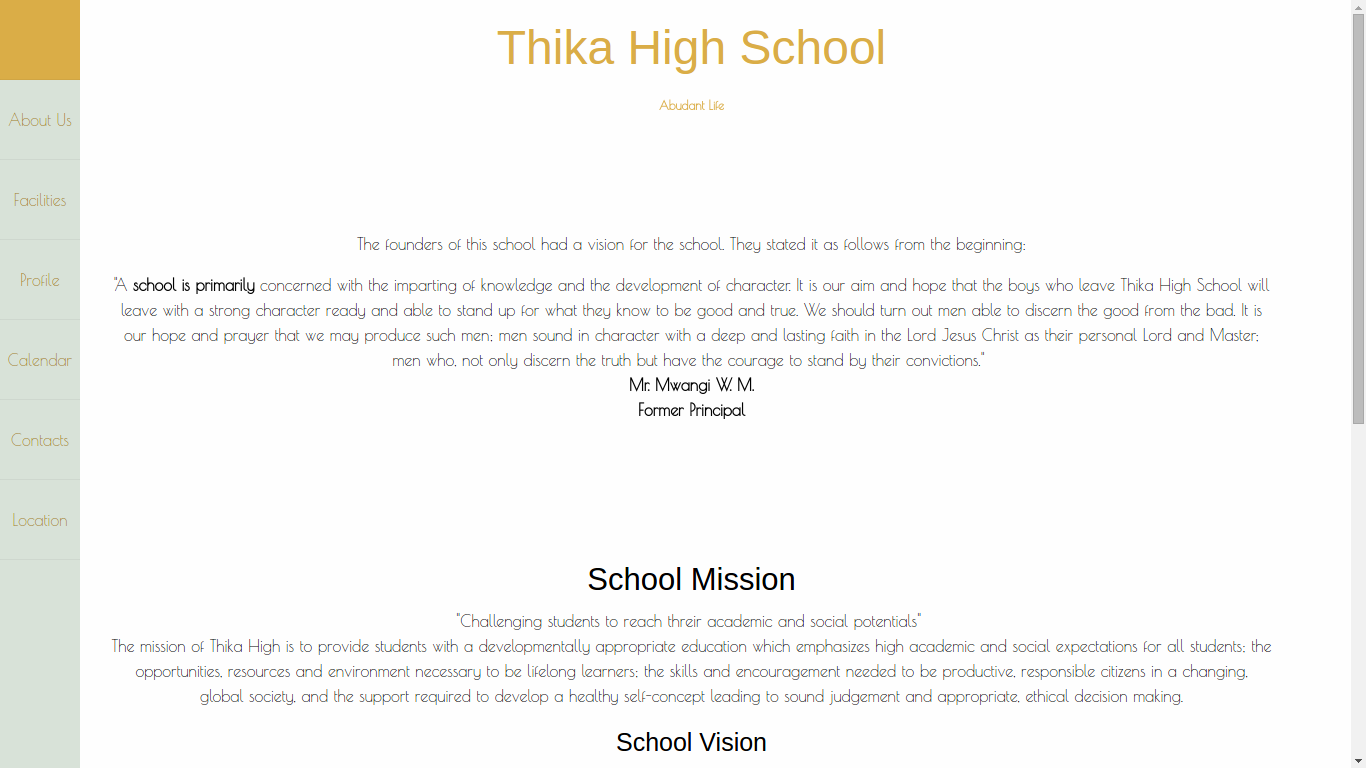 Thika High School
Abudant Life
About Us
Facilities
Profile
Calendar
Contacts
Location
The founders of this school had a vision for the school. They stated it as follows from the beginning:
"A school is primarily concerned with the imparting of knowledge and the development of character. It is our aim and hope that the boys who leave Thika High School will
leave with a strong character ready and able to stand up for what they know to be good and true. We should turn out men able to discern the good from the bad. It is
our hope and prayer that we may produce such men; men sound in character with a deep and lasting faith in the Lord Jesus Christ as their personal Lord and Master;
men who, not only discern the truth but have the courage to stand by their convictions."
Mr. Mwangi W. M.
Former Principal
School Mission
"Challenging students to reach threir academic and social potentials"
The mission of Thika High is to provide students with a developmentally appropriate education which emphasizes high academic and social expectations for all students; the
opportunities, resources and environment necessary to be lifelong learners; the skills and encouragement needed to be productive, responsible citizens in a changing,
global society, and the support required to develop a healthy self-concept leading to sound judgement and appropriate, ethical decision making.
School Vision